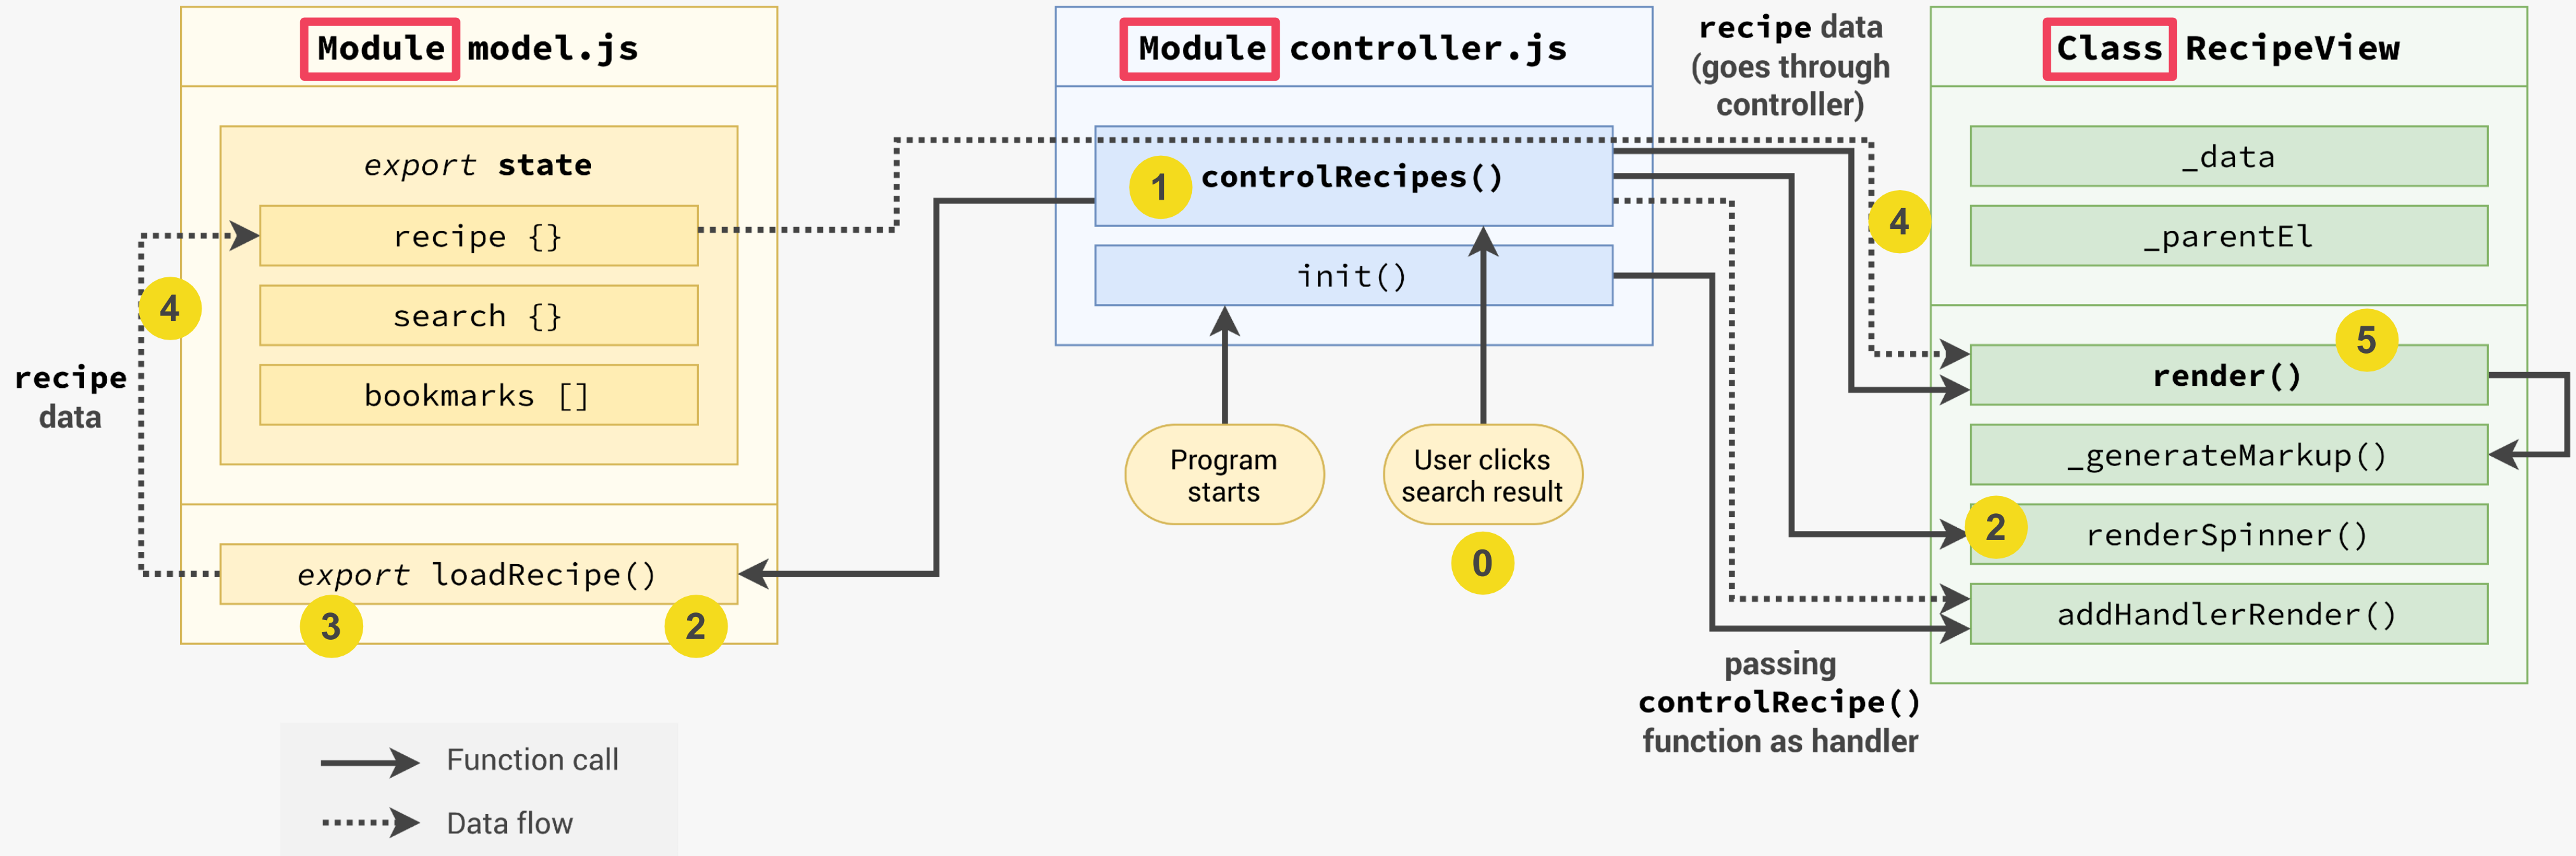 Module model.js
export state
recipe {}
search {}
bookmarks []
4
recipe
data
export loadRecipe()
3
2
Function call
Data flow
Module controller.js
1
controlRecipes()
init()
Program
starts
User clicks
search result
0
recipe data
(goes through
controller)
4
passing
controlRecipe()
function as handler
Class RecipeView
_data
_parentEl
5
render()
_generateMarkup()
2
renderSpinner()
addHandlerRender()